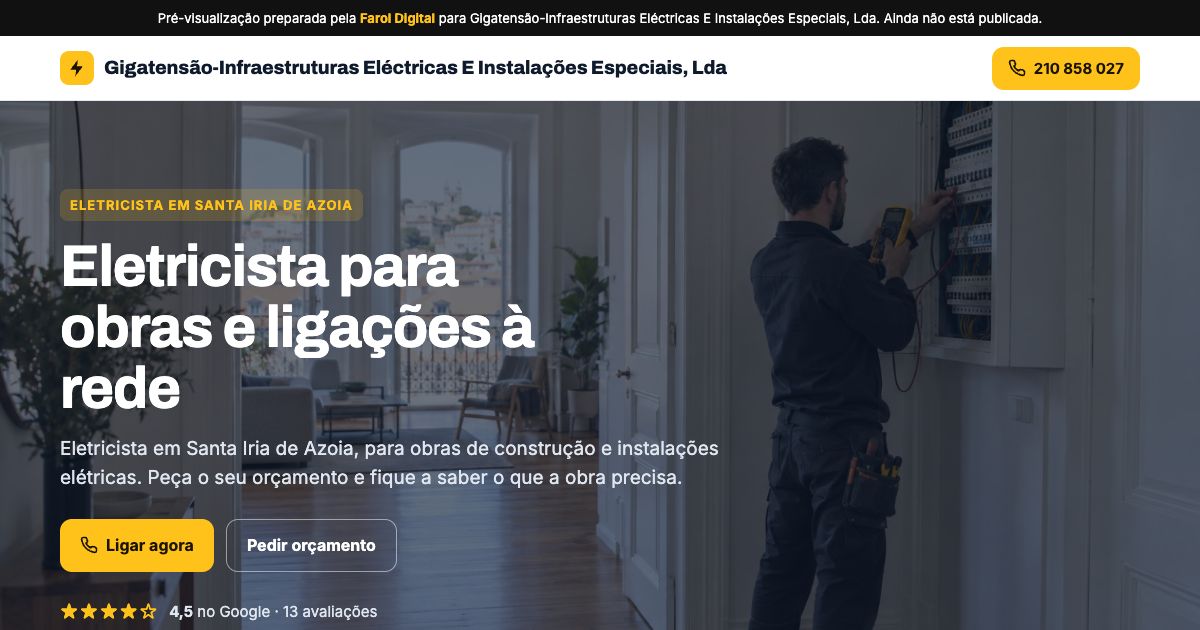 Pré-visualização preparada pela Farol Digital para Gigatensão-Infraestruturas Eléctricas E Instalações Especiais, Lda. Ainda não está publicada.
Gigatensão-Infraestruturas Eléctricas E Instalações Especiais, Lda
210 858 027
ELETRICISTA EM SANTA IRIA DE AZOIA
Eletricista para
obras e ligações à
rede
Eletricista em Santa Iria de Azoia, para obras de construção e instalações
elétricas. Peça o seu orçamento e fique a saber o que a obra precisa.
Ligar agora
Pedir orçamento
4,5 no Google · 13 avaliações